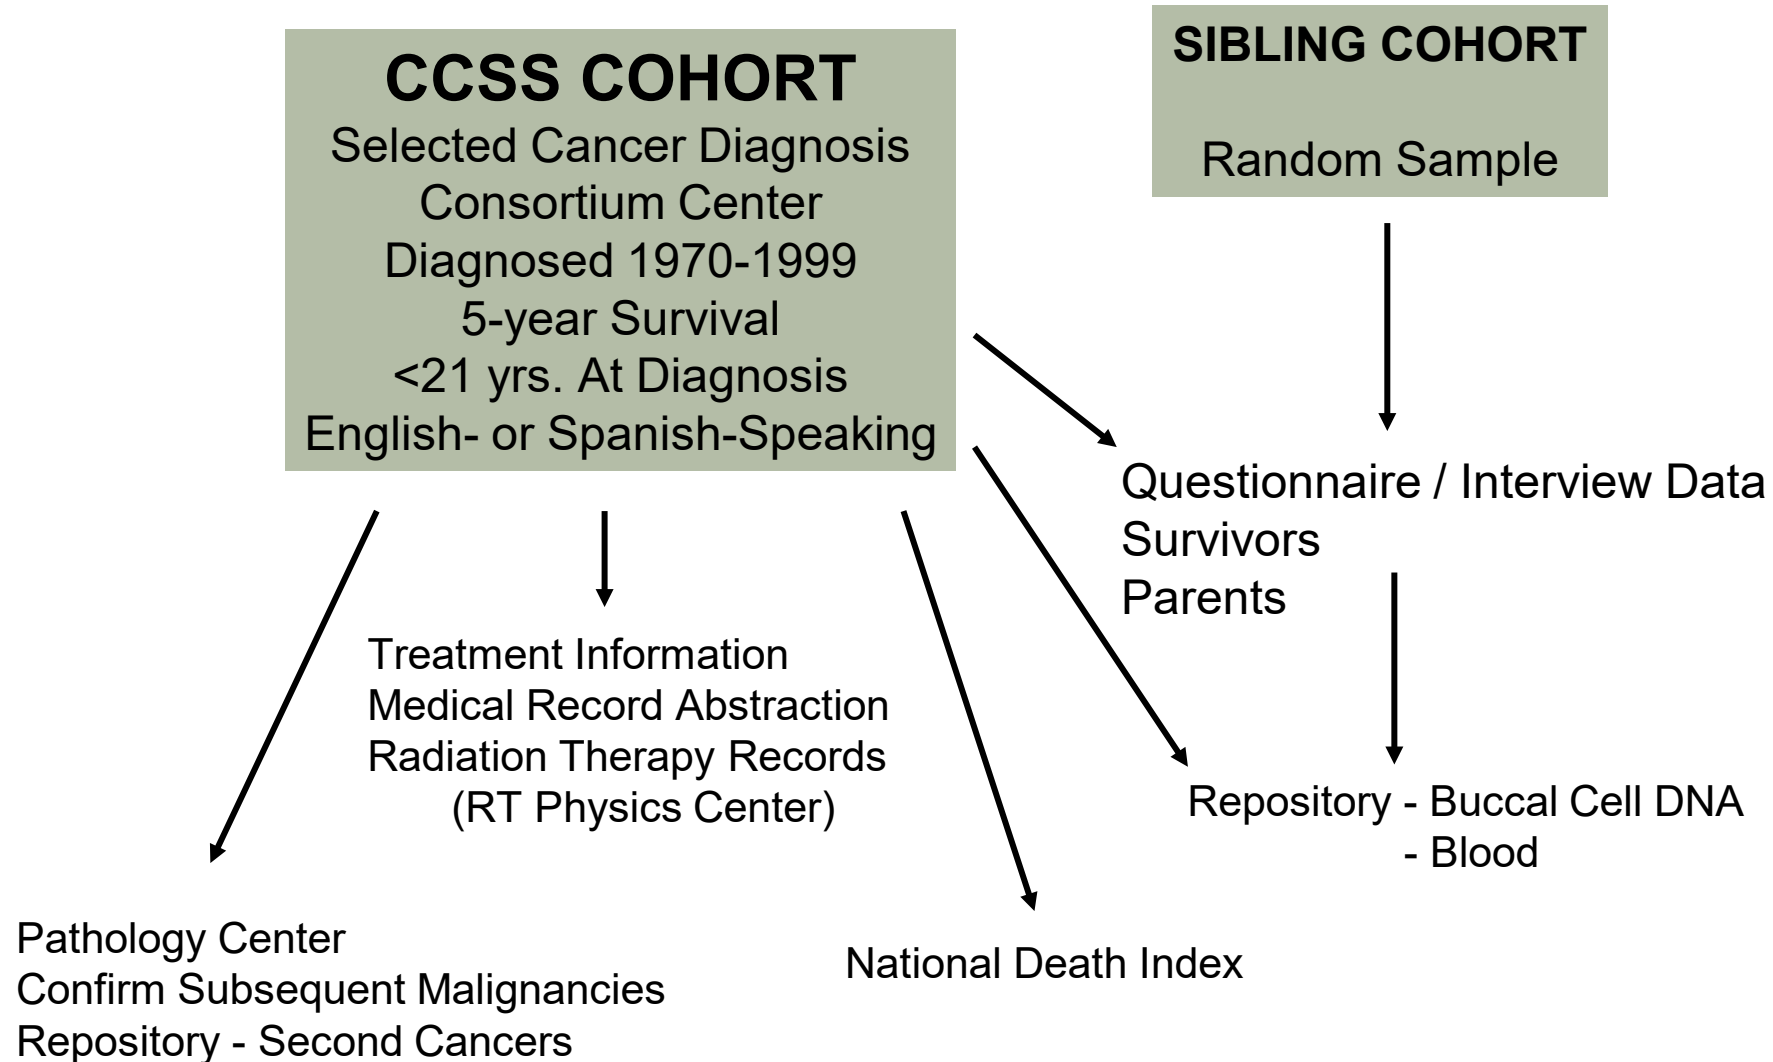 CCSS COHORT
Selected Cancer Diagnosis
Consortium Center
Diagnosed 1970-1999
5-year Survival
<21 yrs. At Diagnosis
English- or Spanish-Speaking
SIBLING COHORT
Random Sample
Questionnaire / Interview Data
Survivors
Parents
Treatment Information
Medical Record Abstraction
Radiation Therapy Records
(RT Physics Center)
Repository - Buccal Cell DNA
- Blood
Pathology Center
Confirm Subsequent Malignancies
Repository - Second Cancers
National Death Index